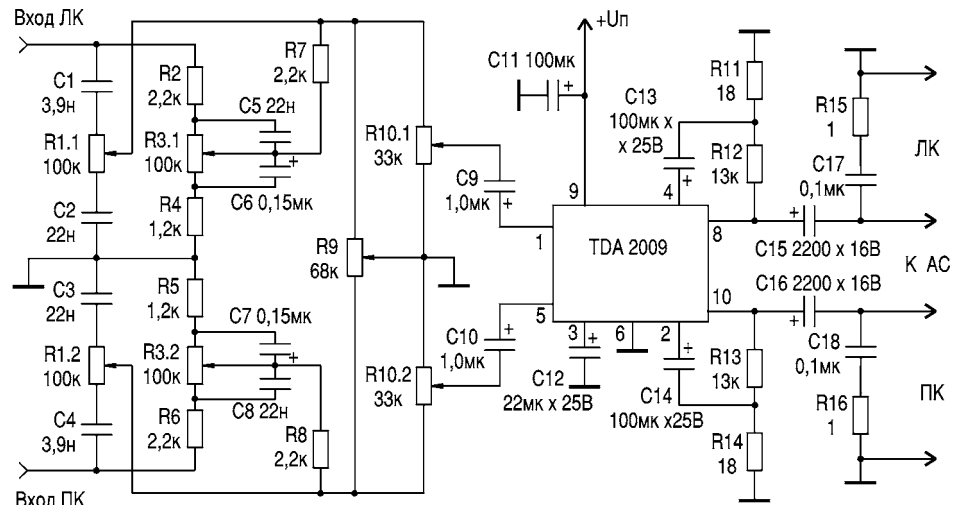 Вход ЛК
C1
3,9н
R1.1
100к
C2
22н
C3
22н
R1.2
100к
C4
3,9н
Вход ПК
R2
2,2к
R3.1
100к
R4
1,2к
R5
1,2к
R3.2
100к
R6
2,2к
C5 22н
+
C6 0,15мк
C7 0,15мк
+
C8 22н
R7
2,2к
R8
2,2к
R9
68к
R10.1
33к
R10.2
33к
C9
1,0мк
+
C10
1,0мк
+
+Uп
C11 100мк
+
C13
100мк х
х 25В
+
TDA 2009
9
4
1
8
5
10
3
6
2
+
C12
22мк х 25В
+
C14
100мк х25В
R11
18
R12
13к
R13
13к
R14
18
+
C15 2200 х 16В
C16 2200 х 16В
+
R15
1
C17
0,1мк
C18
0,1мк
R16
1
ЛК
К АС
ПК